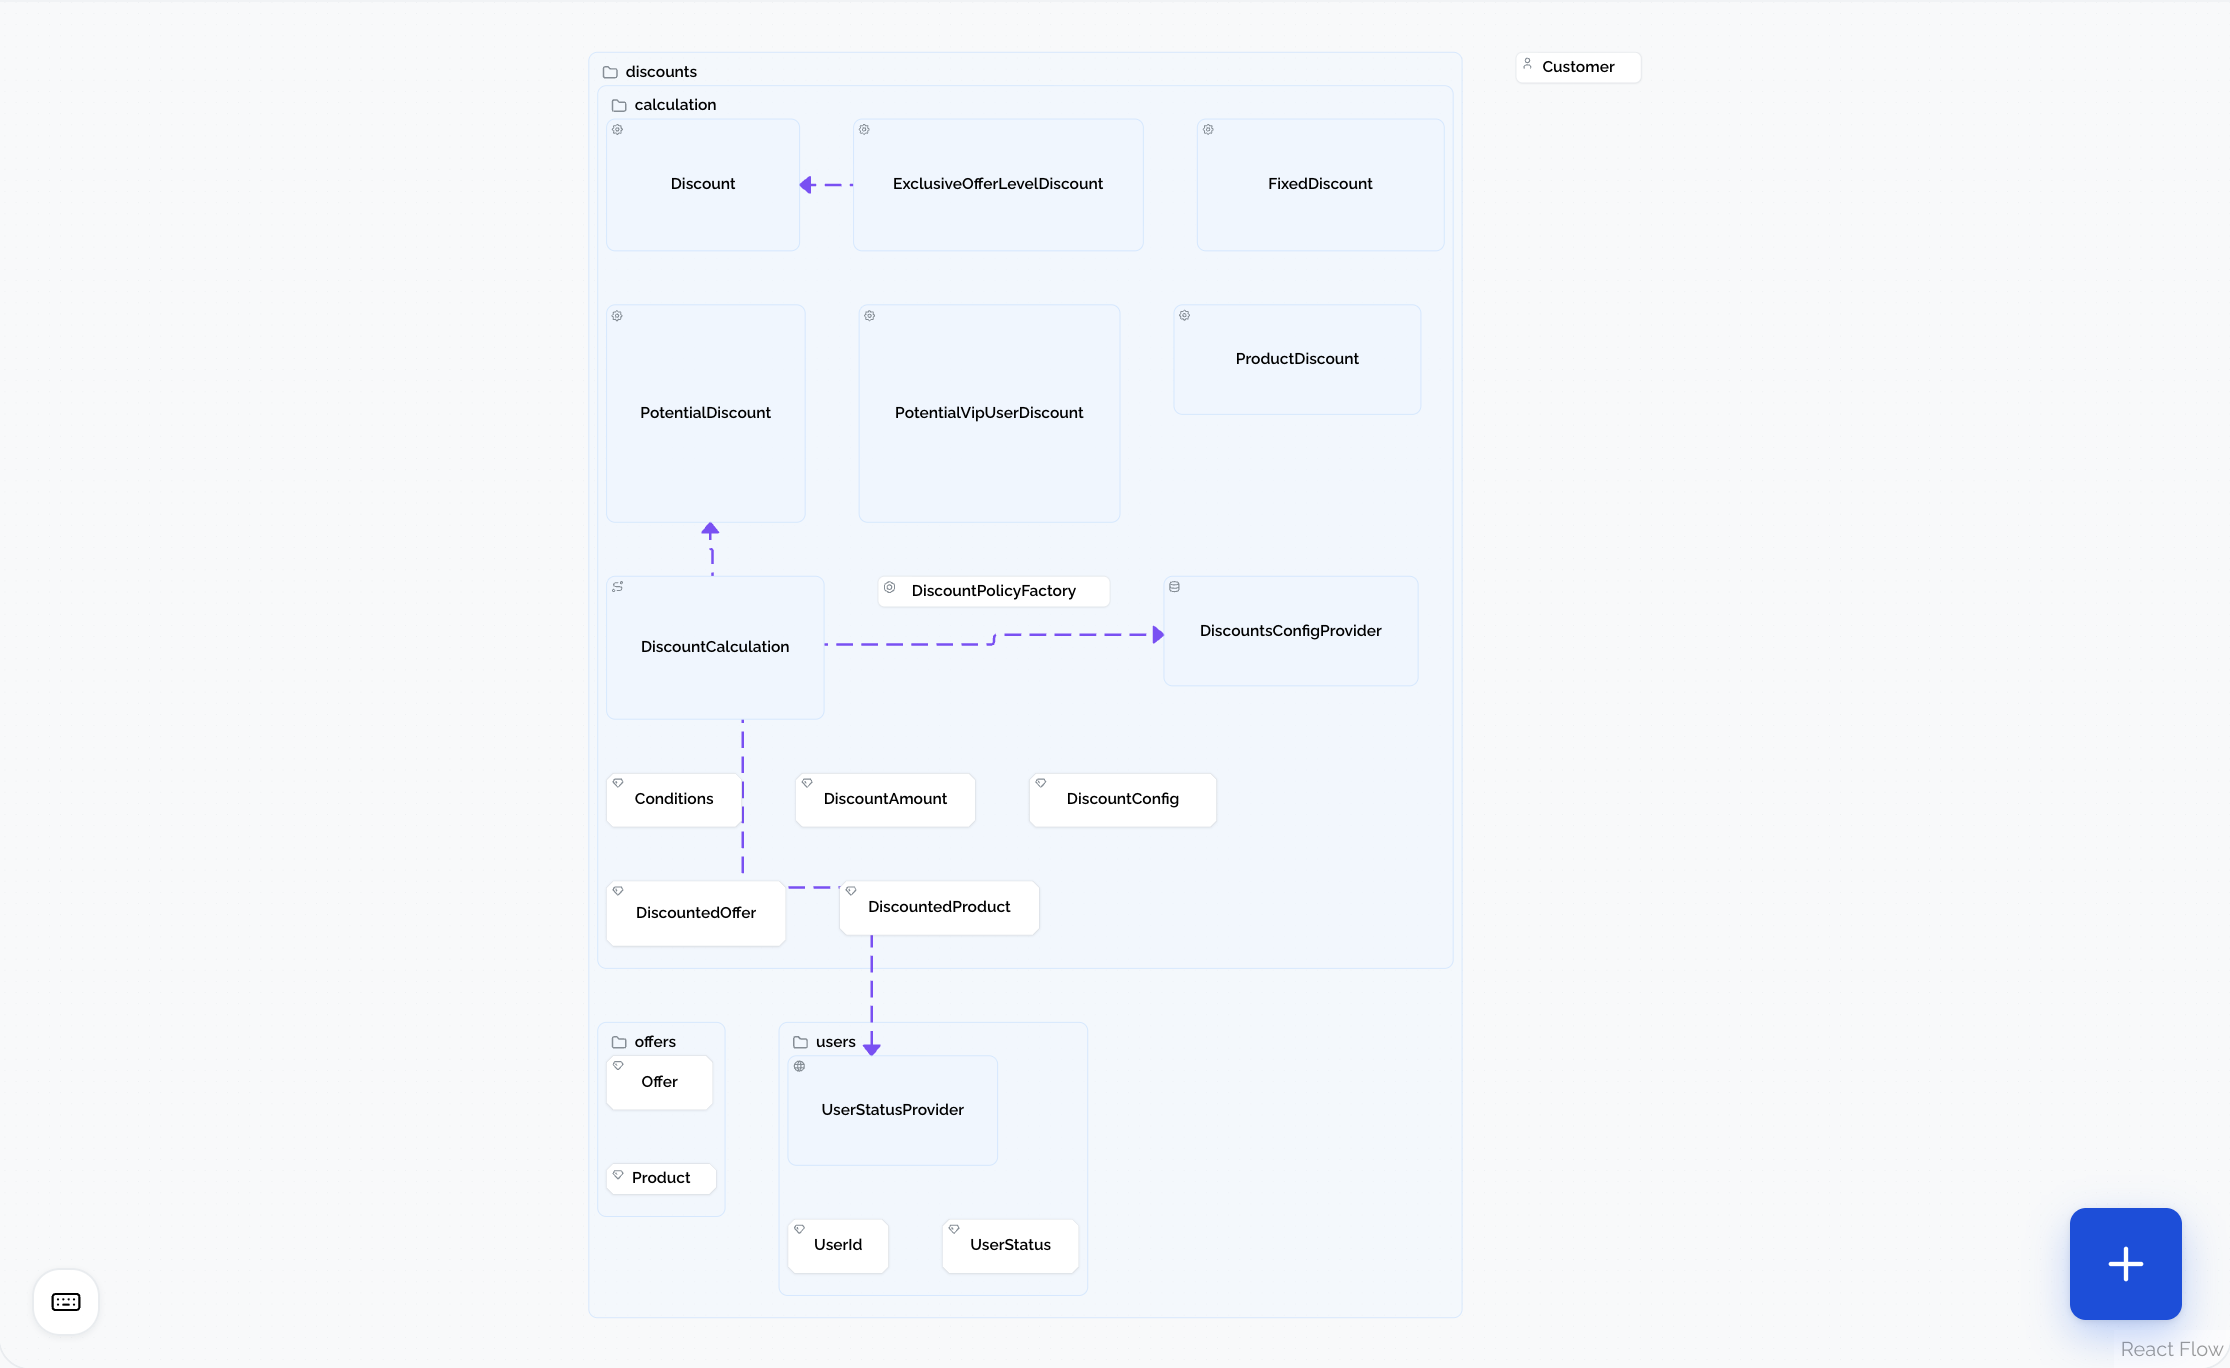 discounts
Customer
calculation
Discount
ExclusiveOfferLevelDiscount
FixedDiscount
PotentialDiscount
PotentialVipUserDiscount
ProductDiscount
DiscountCalculation
DiscountPolicyFactory
DiscountsConfigProvider
Conditions
DiscountAmount
DiscountConfig
DiscountedOffer
DiscountedProduct
offers
users
Offer
UserStatusProvider
Product
UserId
UserStatus
React Flow